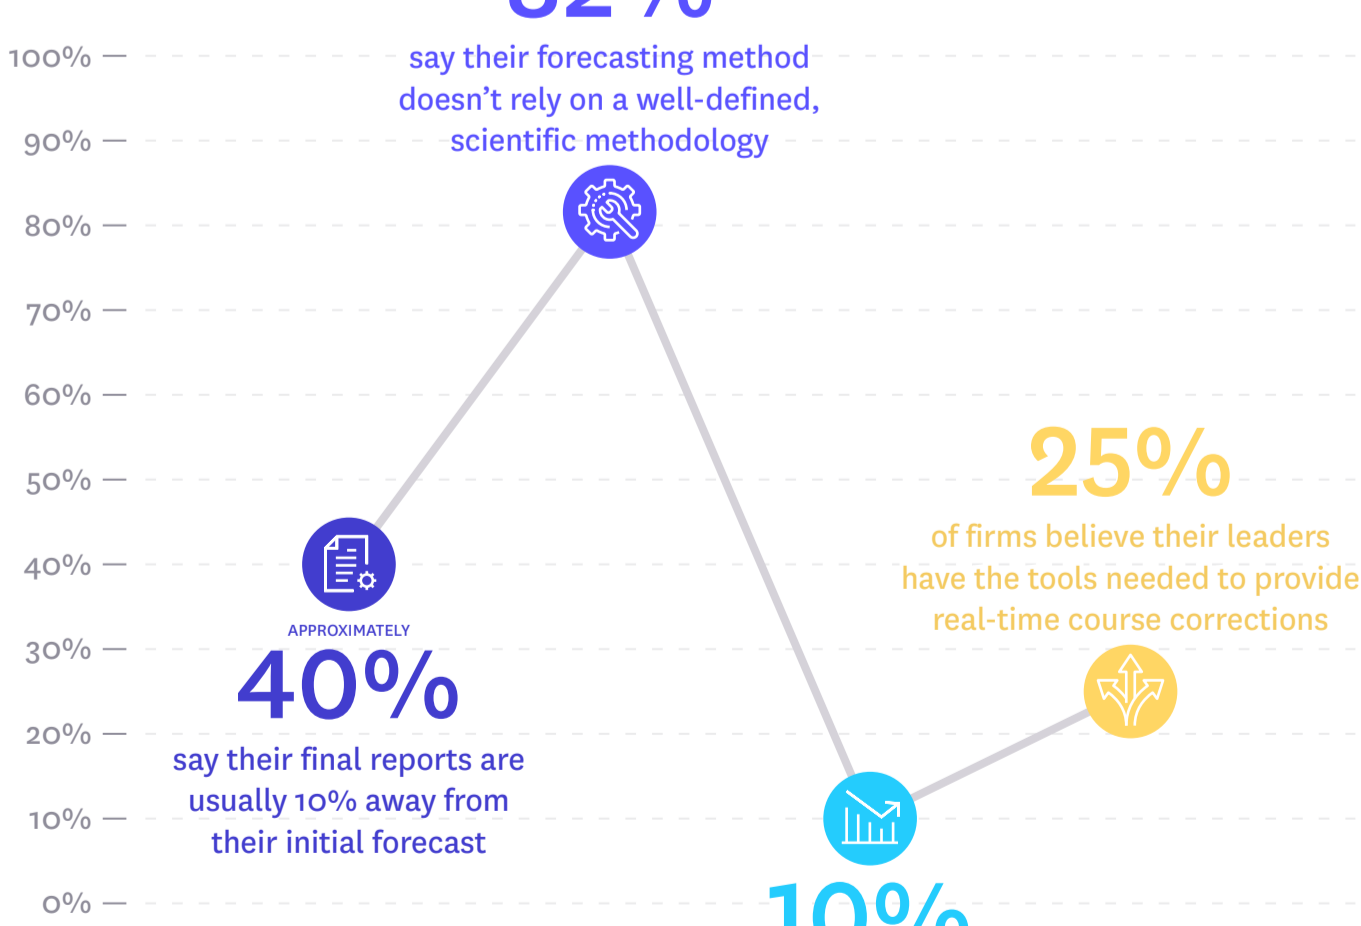 82%
100%
say their forecasting method
doesn’t rely on a well-defined,
90%
scientific methodology
80%
70%
60%
25%
50%
of firms believe their leaders
40%
have the tools needed to provide
real-time course corrections
APPROXIMATELY
30%
40%
20%
say their final reports are
usually 10% away from
10%
their initial forecast
0%
10%